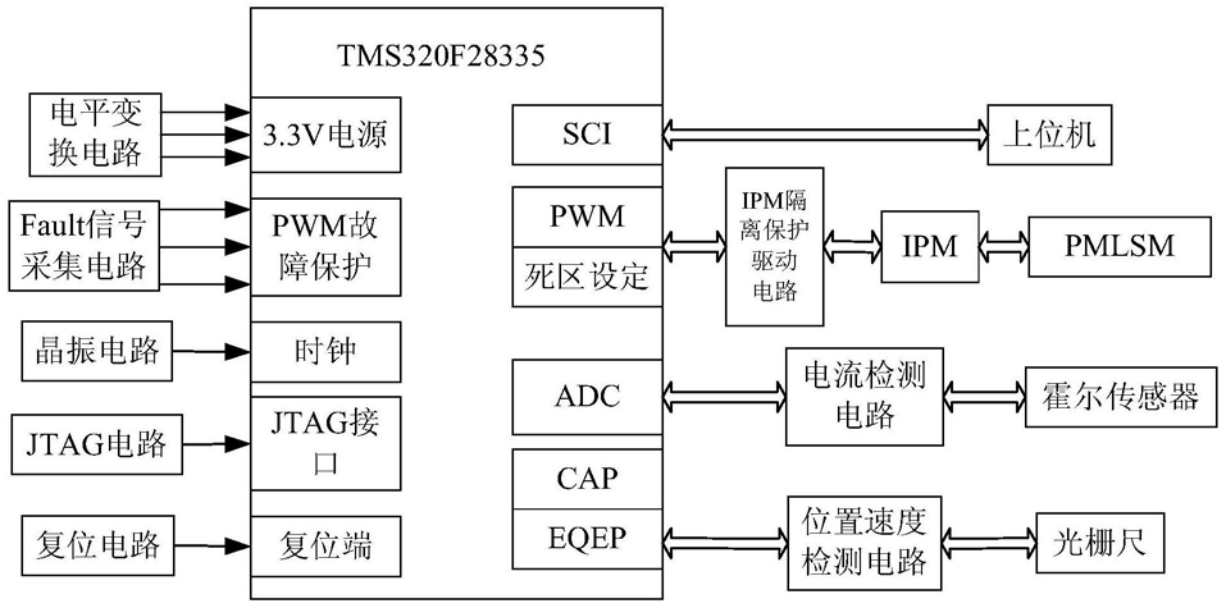 TMS320F28335
电平变
换电路
3.3V电源
SCI
上位机
Fault信号
采集电路
PWM故
障保护
PWM
死区设定
IPM隔
离保护
驱动
电路
IPM
PMLSM
晶振电路
时钟
ADC
电流检测
电路
霍尔传感器
JTAG电路
JTAG接
口
CAP
EQEP
位置速度
检测电路
光栅尺
复位电路
复位端